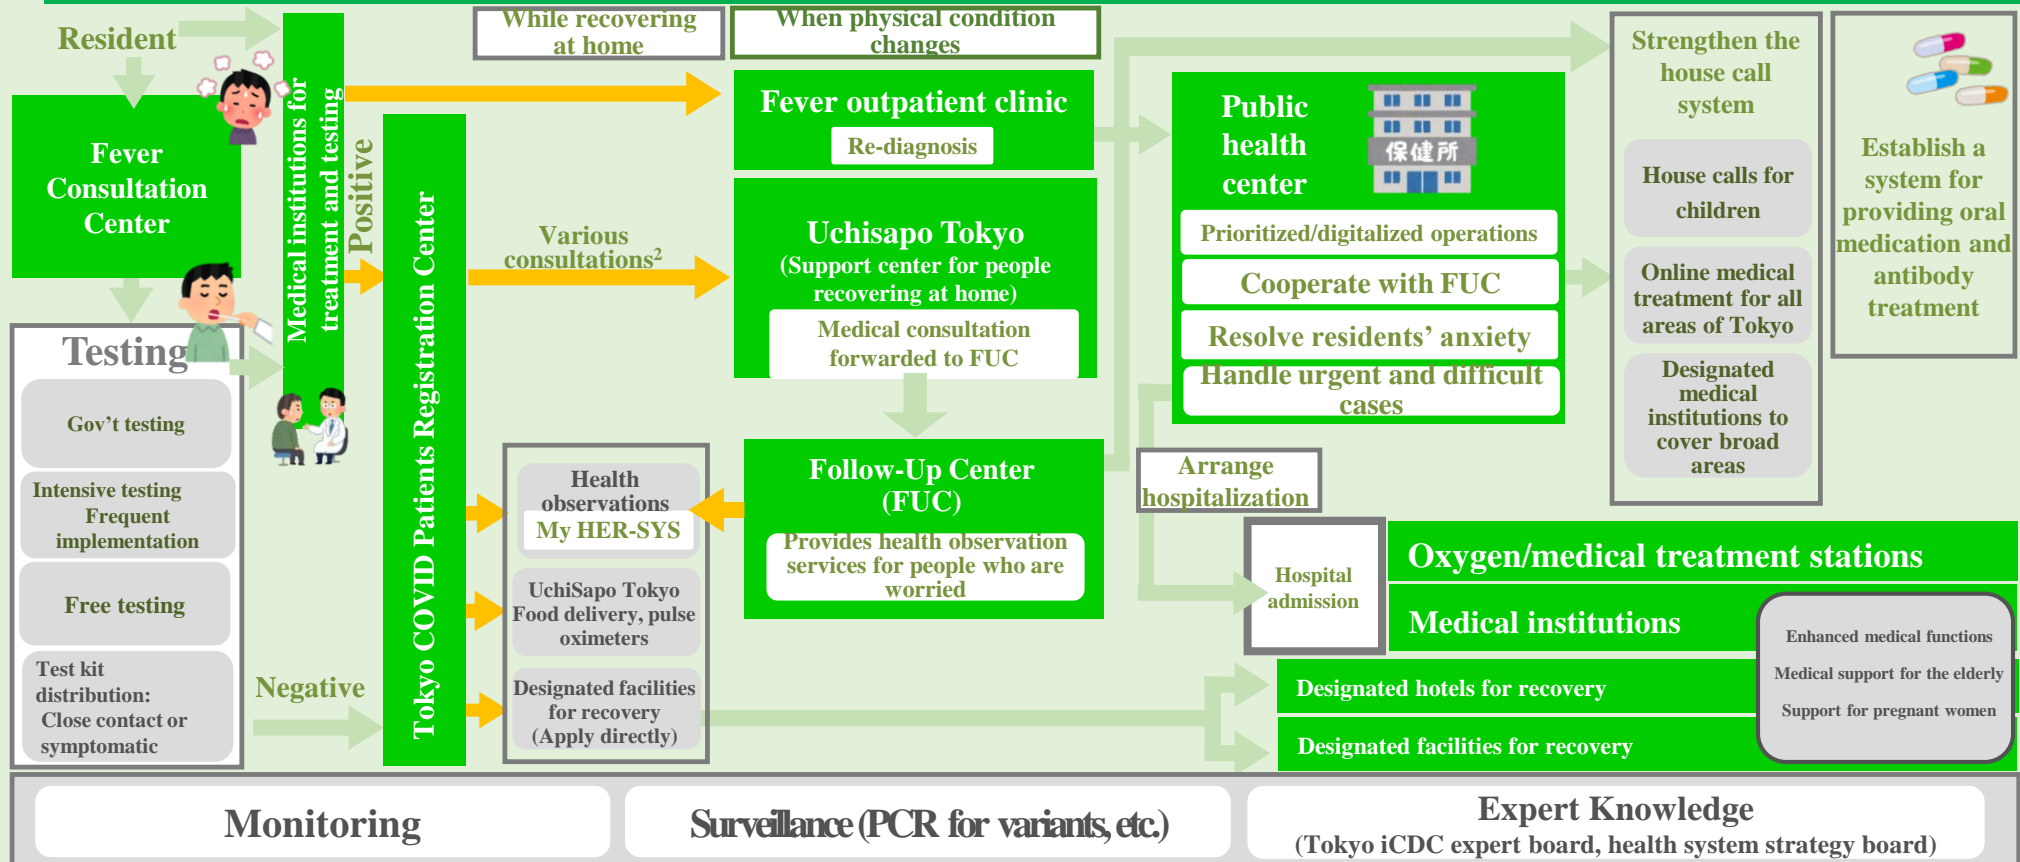 Resident
Fever
Consultation
Center
Testing
Gov't testing
Intensive testing
Frequent
implementation
Free testing
Test kit
distribution:
Close contact or
symptomatic
Medical institutions for
treatment and testing
Positive
Negative
Tokyo COVID Patients Registration Center
While recovering
at home
Various
consultations²
Health
observations
My HER-SYS
UchiSapo Tokyo
Food delivery, pulse
oximeters
Designated facilities
for recovery
(Apply directly)
When physical condition
changes
Fever outpatient clinic
Re-diagnosis
Uchisapo Tokyo
(Support center for people
recovering at home)
Medical consultation
forwarded to FUC
Follow-Up Center
(FUC)
Provides health observation
services for people who are
worried
Public
health
center
保健所
Prioritized/digitalized operations
Cooperate with FUC
Resolve residents’ anxiety
Handle urgent and difficult
cases
Arrange
hospitalization
Hospital
admission
Strengthen the
house call
system
House calls for
children
Online medical
treatment for all
areas of Tokyo
Designated
medical
institutions to
cover broad
areas
Establish a
system for
providing oral
medication and
antibody
treatment
Oxygen/medical treatment stations
Medical institutions
Designated hotels for recovery
Designated facilities for recovery
Enhanced medical functions
Medical support for the elderly
Support for pregnant women
Monitoring
Surveillance (PCR for variants, etc.)
Expert Knowledge
(Tokyo iCDC expert board, health system strategy board)